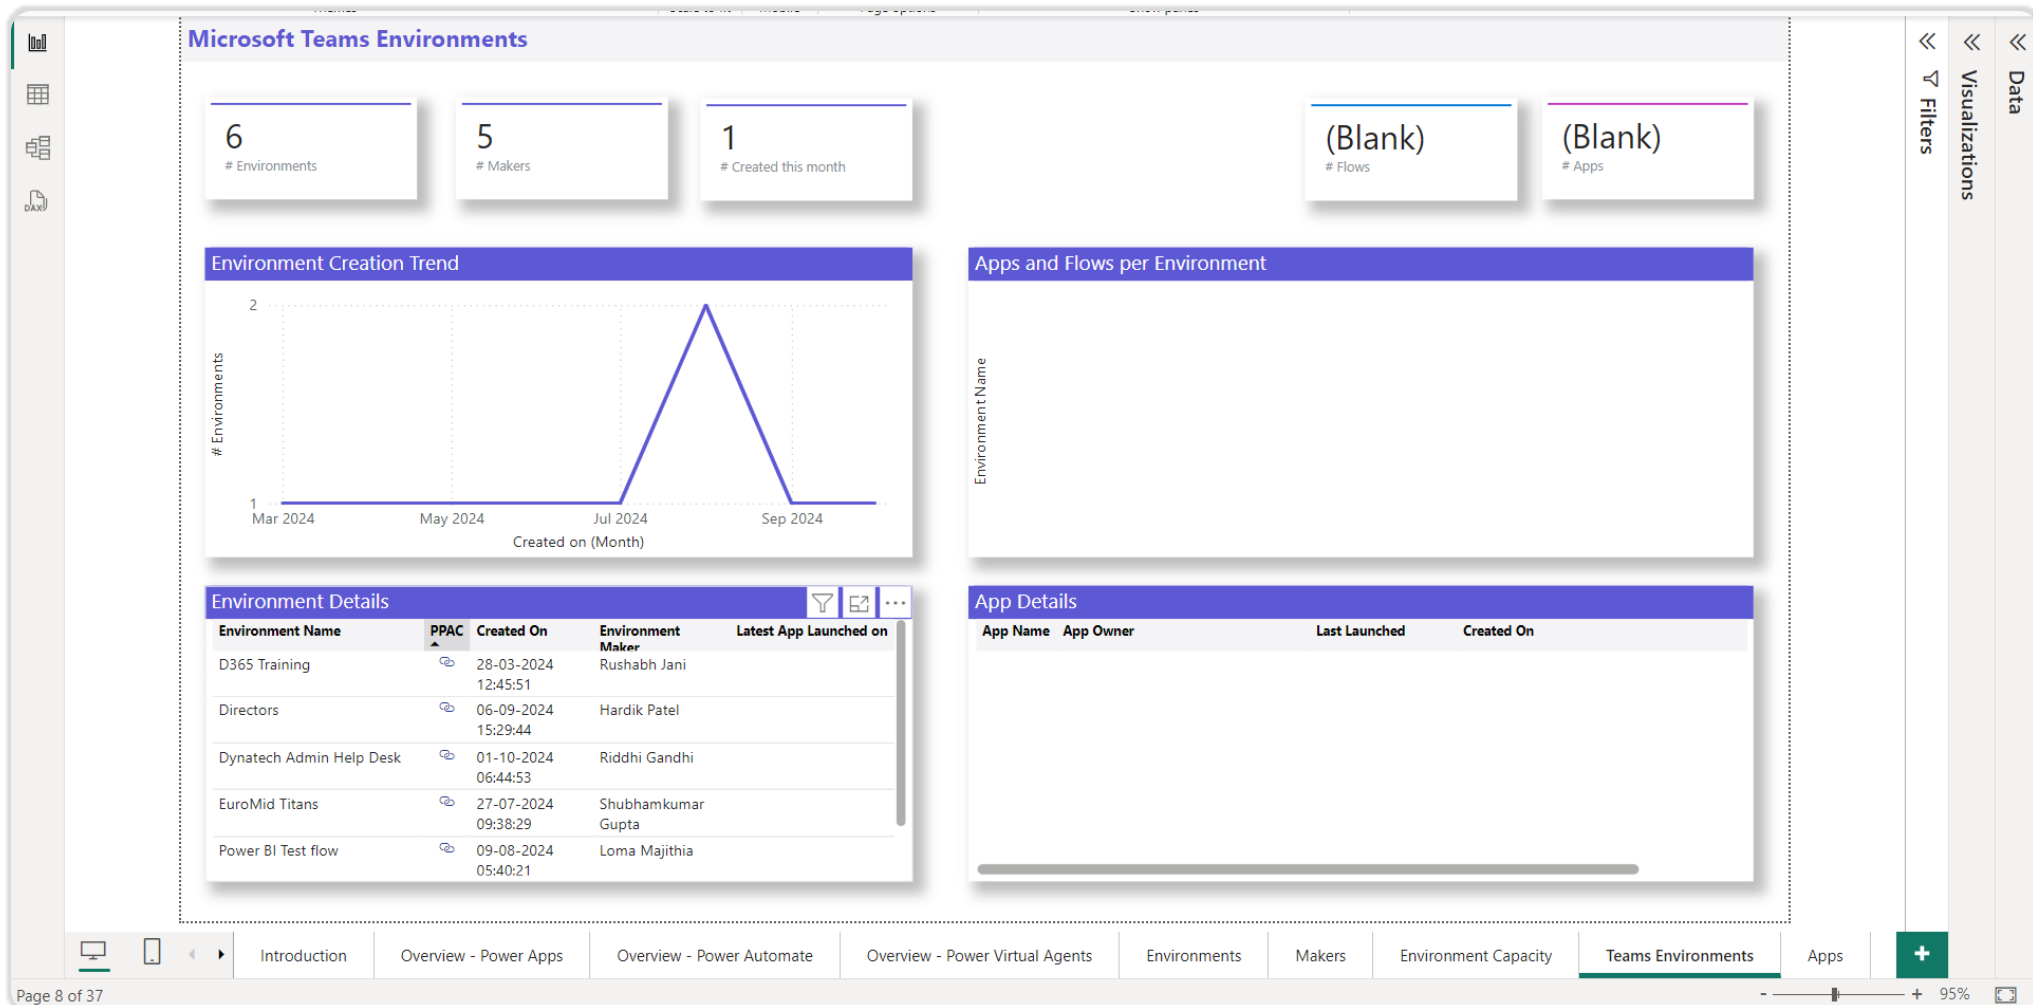 Microsoft Teams Environments
6
# Environments
5
# Makers
1
# Created this month
(Blank)
# Flows
(Blank)
# Apps
Filters
Visualizations
Data
DAX
Environment Creation Trend
# Environments
2
1
Mar 2024
May 2024
Jul 2024
Sep 2024
Created on (Month)
Apps and Flows per Environment
Environment Name
Environment Details
Environment Name PPAC Created On Environment Maker Latest App Launched on
D365 Training 28-03-2024 12:45:51 Rushabh Jani
Directors 06-09-2024 15:29:44 Hardik Patel
Dynatech Admin Help Desk 01-10-2024 06:44:53 Riddhi Gandhi
EuroMid Titans 27-07-2024 09:38:29 Shubhamkumar Gupta
Power BI Test flow 09-08-2024 05:40:21 Loma Majithia
App Details
App Name App Owner Last Launched Created On
Introduction
Overview - Power Apps
Overview - Power Automate
Overview - Power Virtual Agents
Environments
Makers
Environment Capacity
Teams Environments
Apps
+
Page 8 of 37
- + 95%